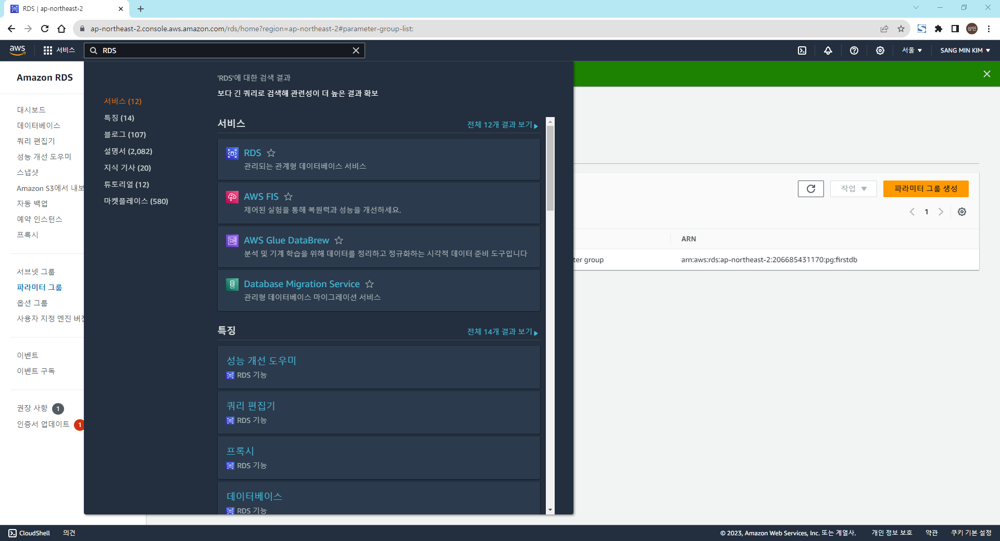 RDS | ap-northeast-2
ap-northeast-2.console.aws.amazon.com/rds/home?region=ap-northeast-2#parameter-group-list:
상민
aws
서비스
RDS
서울
SANG MIN KIM
Amazon RDS
대시보드
데이터베이스
쿼리 편집기
성능 개선 도우미
스냅샷
Amazon S3에서 내보
자동 백업
예약 인스턴스
프록시
서브넷 그룹
파라미터 그룹
옵션 그룹
사용자 지정 엔진 버전
이벤트
이벤트 구독
권장 사항 1
인증서 업데이트 1
서비스 (12)
특징 (14)
블로그 (107)
설명서 (2,082)
지식 기사 (20)
튜토리얼 (12)
마켓플레이스 (580)
'RDS'에 대한 검색 결과
보다 긴 쿼리로 검색해 관련성이 더 높은 결과 확보
서비스
전체 12개 결과 보기
RDS
관리되는 관계형 데이터베이스 서비스
AWS FIS
제어된 실험을 통해 복원력과 성능을 개선하세요.
AWS Glue DataBrew
분석 및 기계 학습을 위해 데이터를 정리하고 정규화하는 시각적 데이터 준비 도구입니다
Database Migration Service
관리형 데이터베이스 마이그레이션 서비스
특징
전체 14개 결과 보기
성능 개선 도우미
RDS 기능
쿼리 편집기
RDS 기능
프록시
RDS 기능
데이터베이스
RDS 기능
작업
파라미터 그룹 생성
1
ARN
ter group
arn:aws:rds:ap-northeast-2:206685431170:pg:firstdb
CloudShell
의견
© 2023, Amazon Web Services, Inc. 또는 계열사.
개인 정보 보호
약관
쿠키 기본 설정